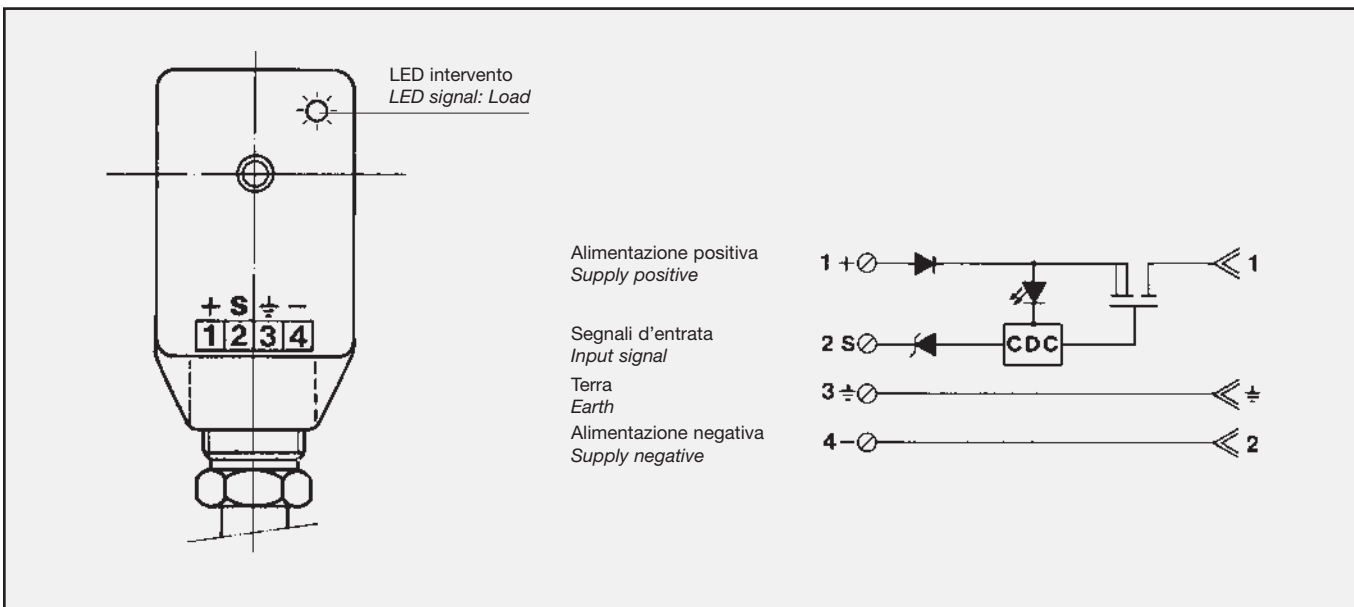 LED intervento
LED signal: Load
+ S ⏚ −
1 2 3 4
Alimentazione positiva
Supply positive
1 +
1
Segnali d’entrata
Input signal
2 S
CDC
Terra
Earth
3 ⏚
⏚
Alimentazione negativa
Supply negative
4 −
2